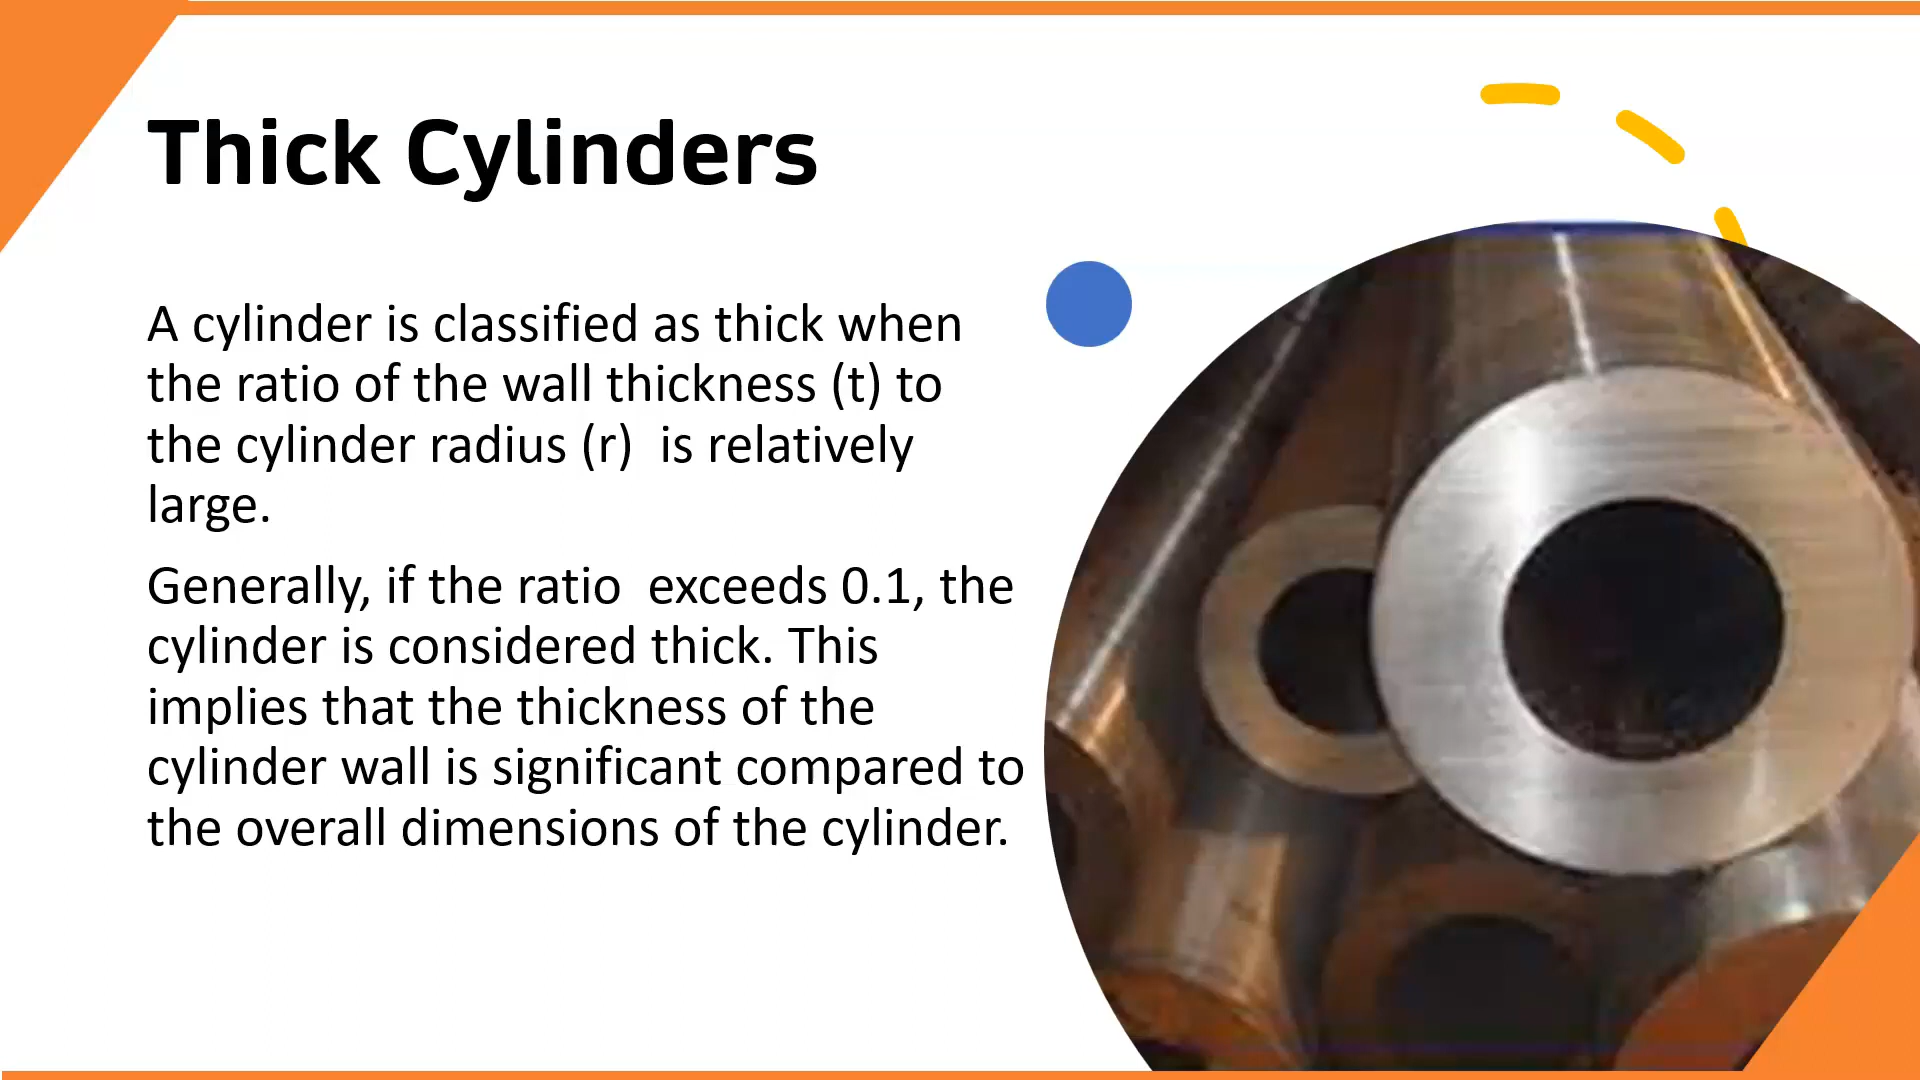 Thick Cylinders
A cylinder is classified as thick when
the ratio of the wall thickness (t) to
the cylinder radius (r)  is relatively
large.
Generally, if the ratio  exceeds 0.1, the
cylinder is considered thick. This
implies that the thickness of the
cylinder wall is significant compared to
the overall dimensions of the cylinder.